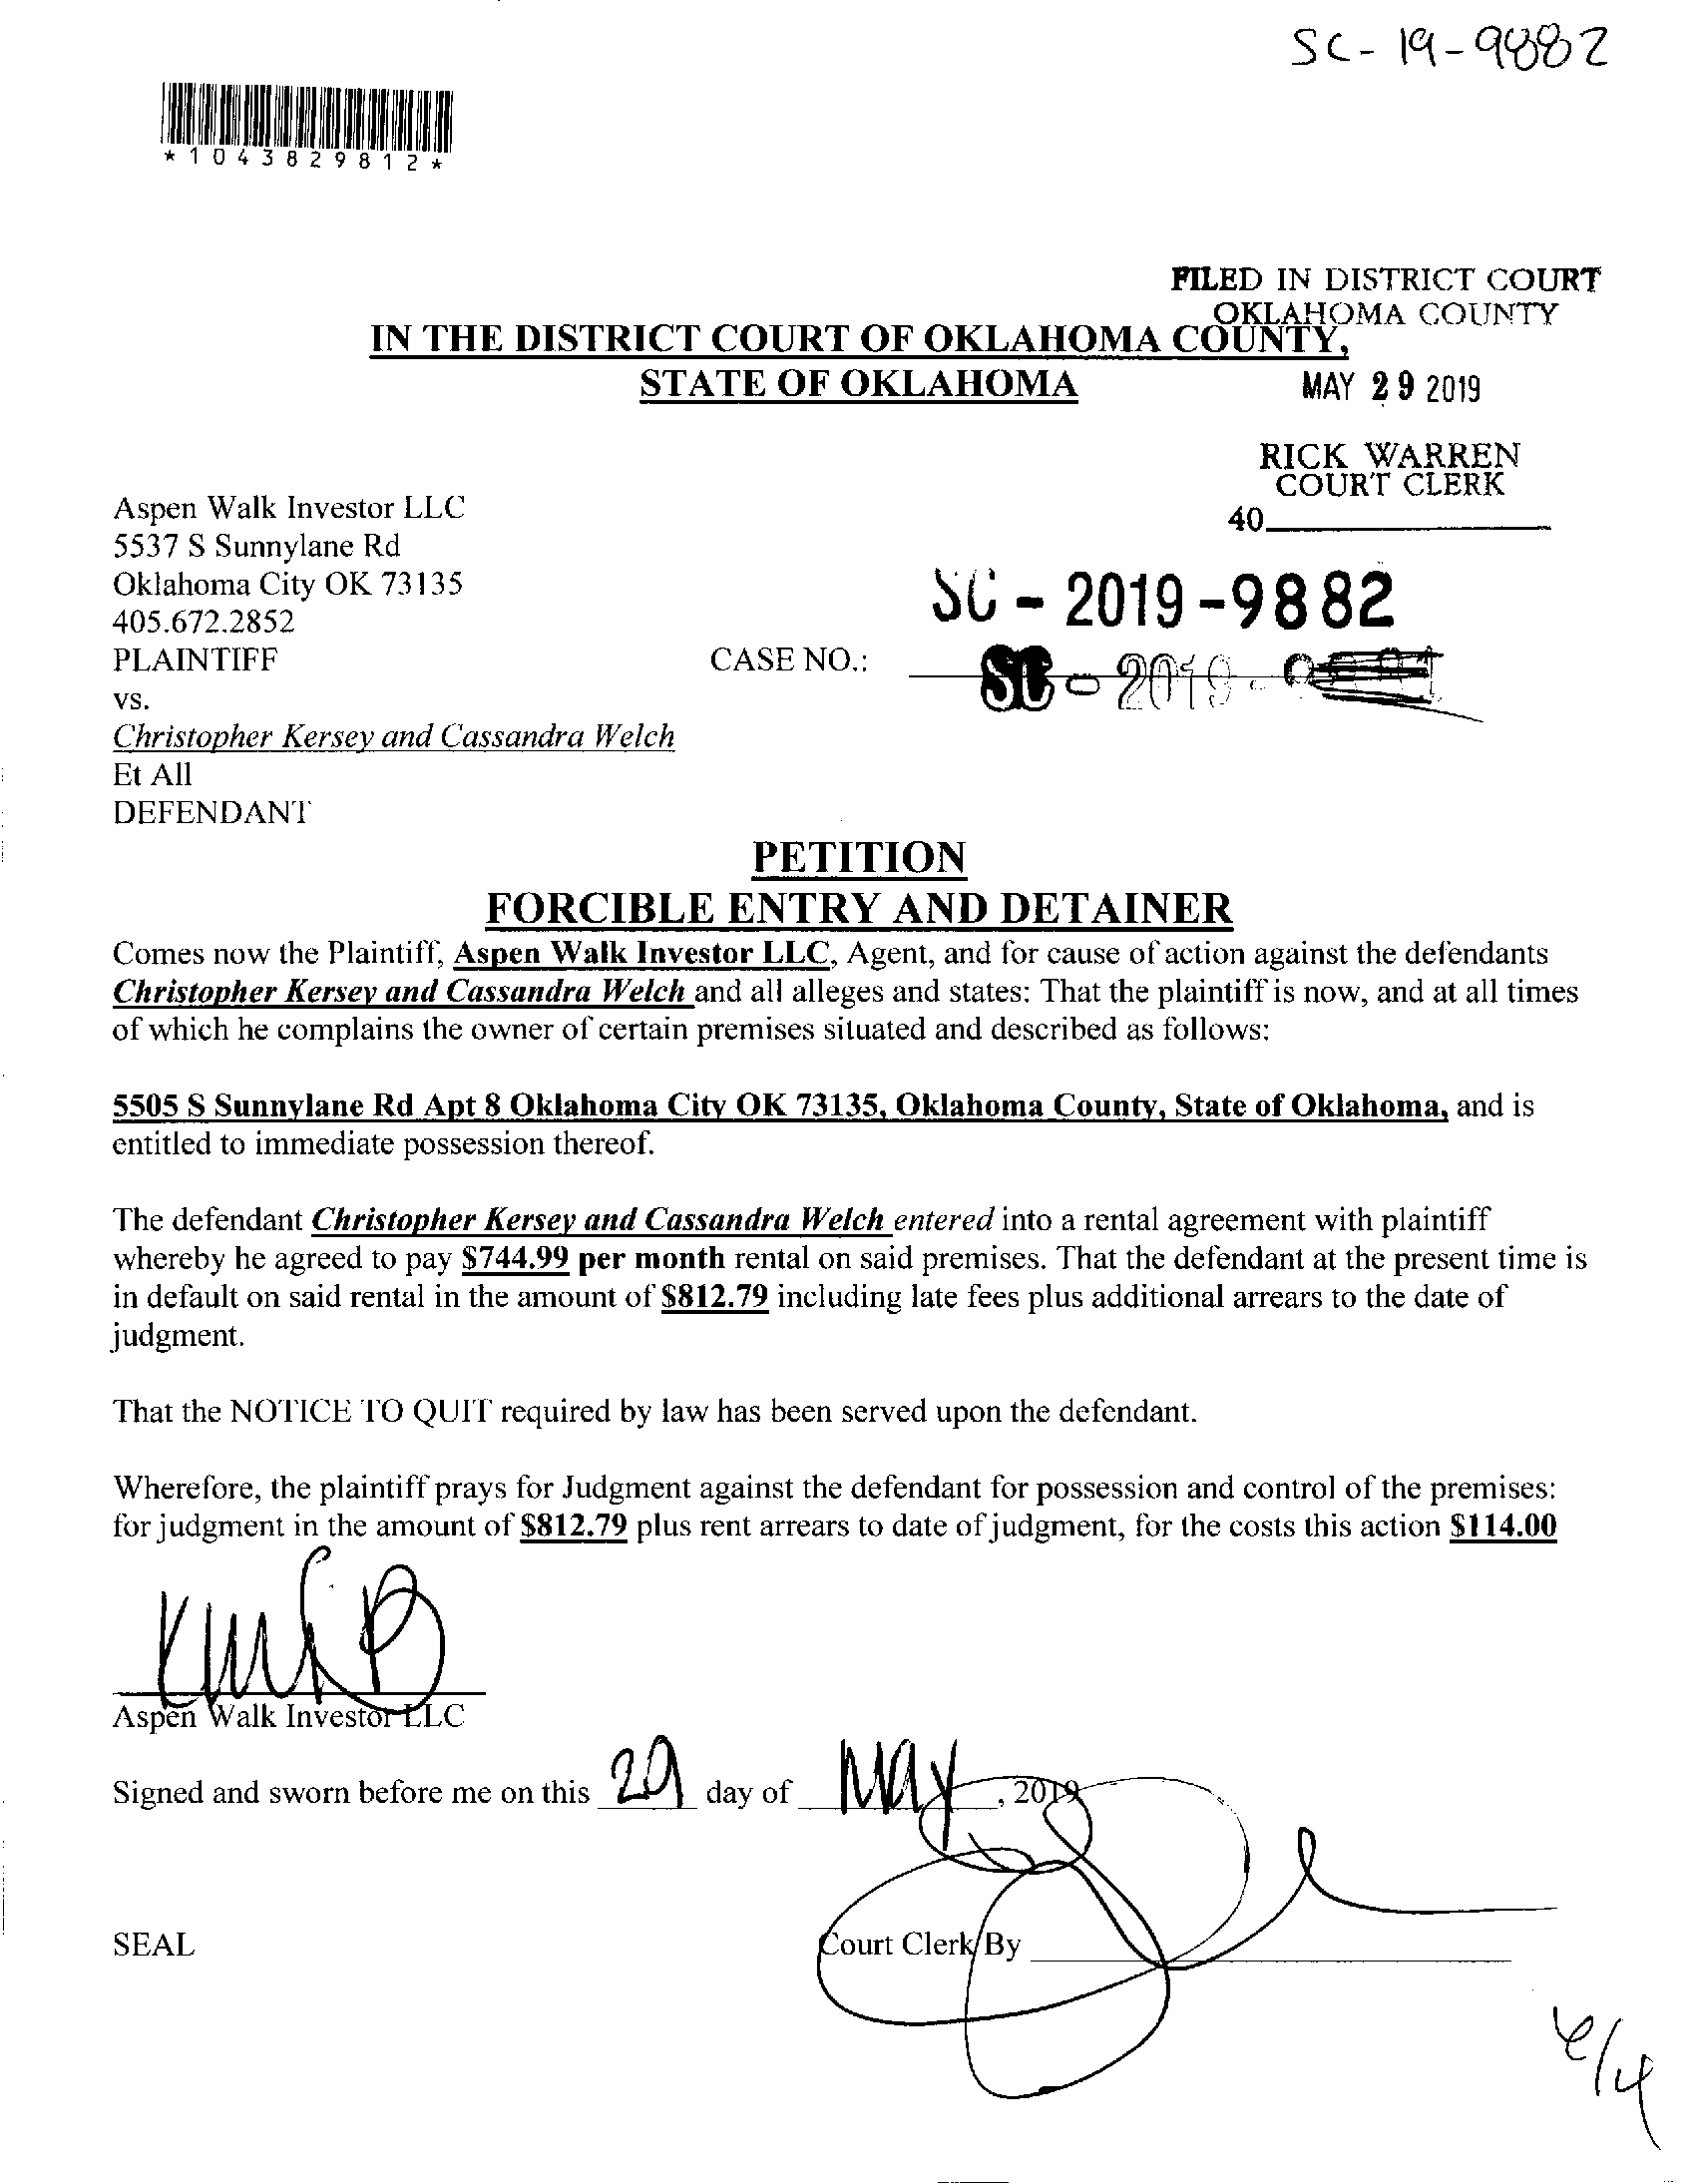 SC-19-9882
*1043829812*
FILED IN DISTRICT COURT
OKLAHOMA COUNTY
IN THE DISTRICT COURT OF OKLAHOMA COUNTY,
STATE OF OKLAHOMA
MAY 29 2019
RICK WARREN
COURT CLERK
40
Aspen Walk Investor LLC
5537 S Sunnylane Rd
Oklahoma City OK 73135
405.672.2852
SC - 2019 - 9882
PLAINTIFF
CASE NO.:
SC - 2019 -
vs.
Christopher Kersey and Cassandra Welch
Et All
DEFENDANT
PETITION
FORCIBLE ENTRY AND DETAINER
Comes now the Plaintiff, Aspen Walk Investor LLC, Agent, and for cause of action against the defendants
Christopher Kersey and Cassandra Welch and all alleges and states: That the plaintiff is now, and at all times
of which he complains the owner of certain premises situated and described as follows:
5505 S Sunnylane Rd Apt 8 Oklahoma City OK 73135, Oklahoma County, State of Oklahoma, and is
entitled to immediate possession thereof.
The defendant Christopher Kersey and Cassandra Welch entered into a rental agreement with plaintiff
whereby he agreed to pay $744.99 per month rental on said premises. That the defendant at the present time is
in default on said rental in the amount of $812.79 including late fees plus additional arrears to the date of
judgment.
That the NOTICE TO QUIT required by law has been served upon the defendant.
Wherefore, the plaintiff prays for Judgment against the defendant for possession and control of the premises:
for judgment in the amount of $812.79 plus rent arrears to date of judgment, for the costs this action $114.00
Aspen Walk Investor LLC
Signed and sworn before me on this 29 day of May, 2019
SEAL
Court Clerk/By